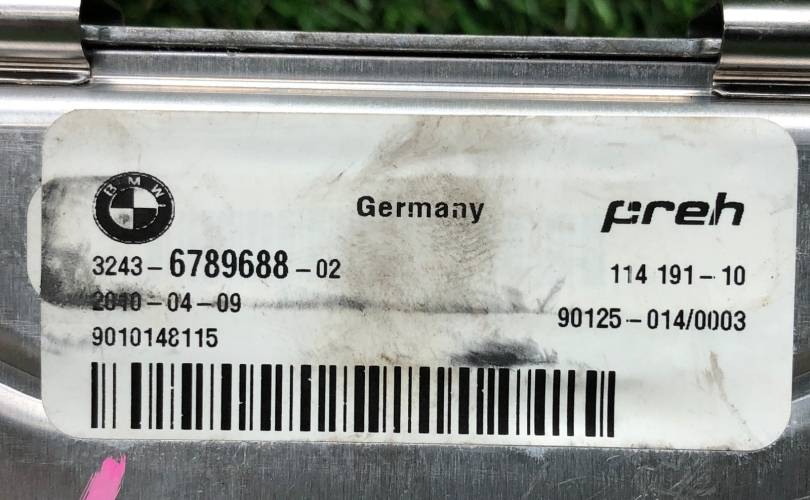 BMW
Germany
preh
3243-6789688-02
114 191-10
2010-04-09
90125-014/0003
9010148115